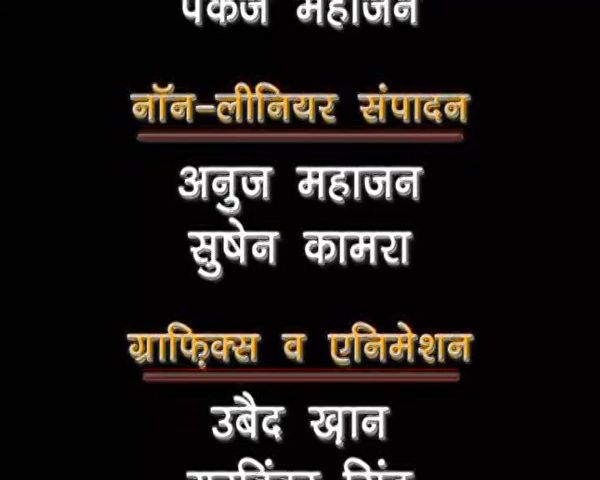 पंकज महाजन
नॉन-लीनियर संपादन
अनुज महाजन
सुषेन कामरा
ग्राफ़िक्स व एनिमेशन
उबैद ख़ान
सिंह